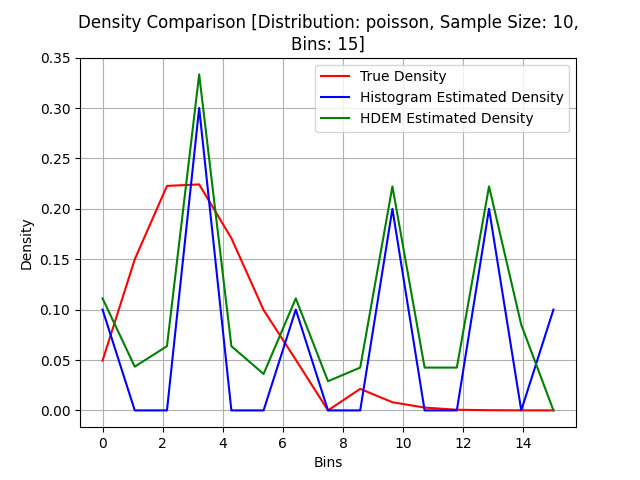 Density Comparison [Distribution: poisson, Sample Size: 10,
Bins: 15]
True Density
Histogram Estimated Density
HDEM Estimated Density
Density
0.35
0.30
0.25
0.20
0.15
0.10
0.05
0.00
0 2 4 6 8 10 12 14
Bins